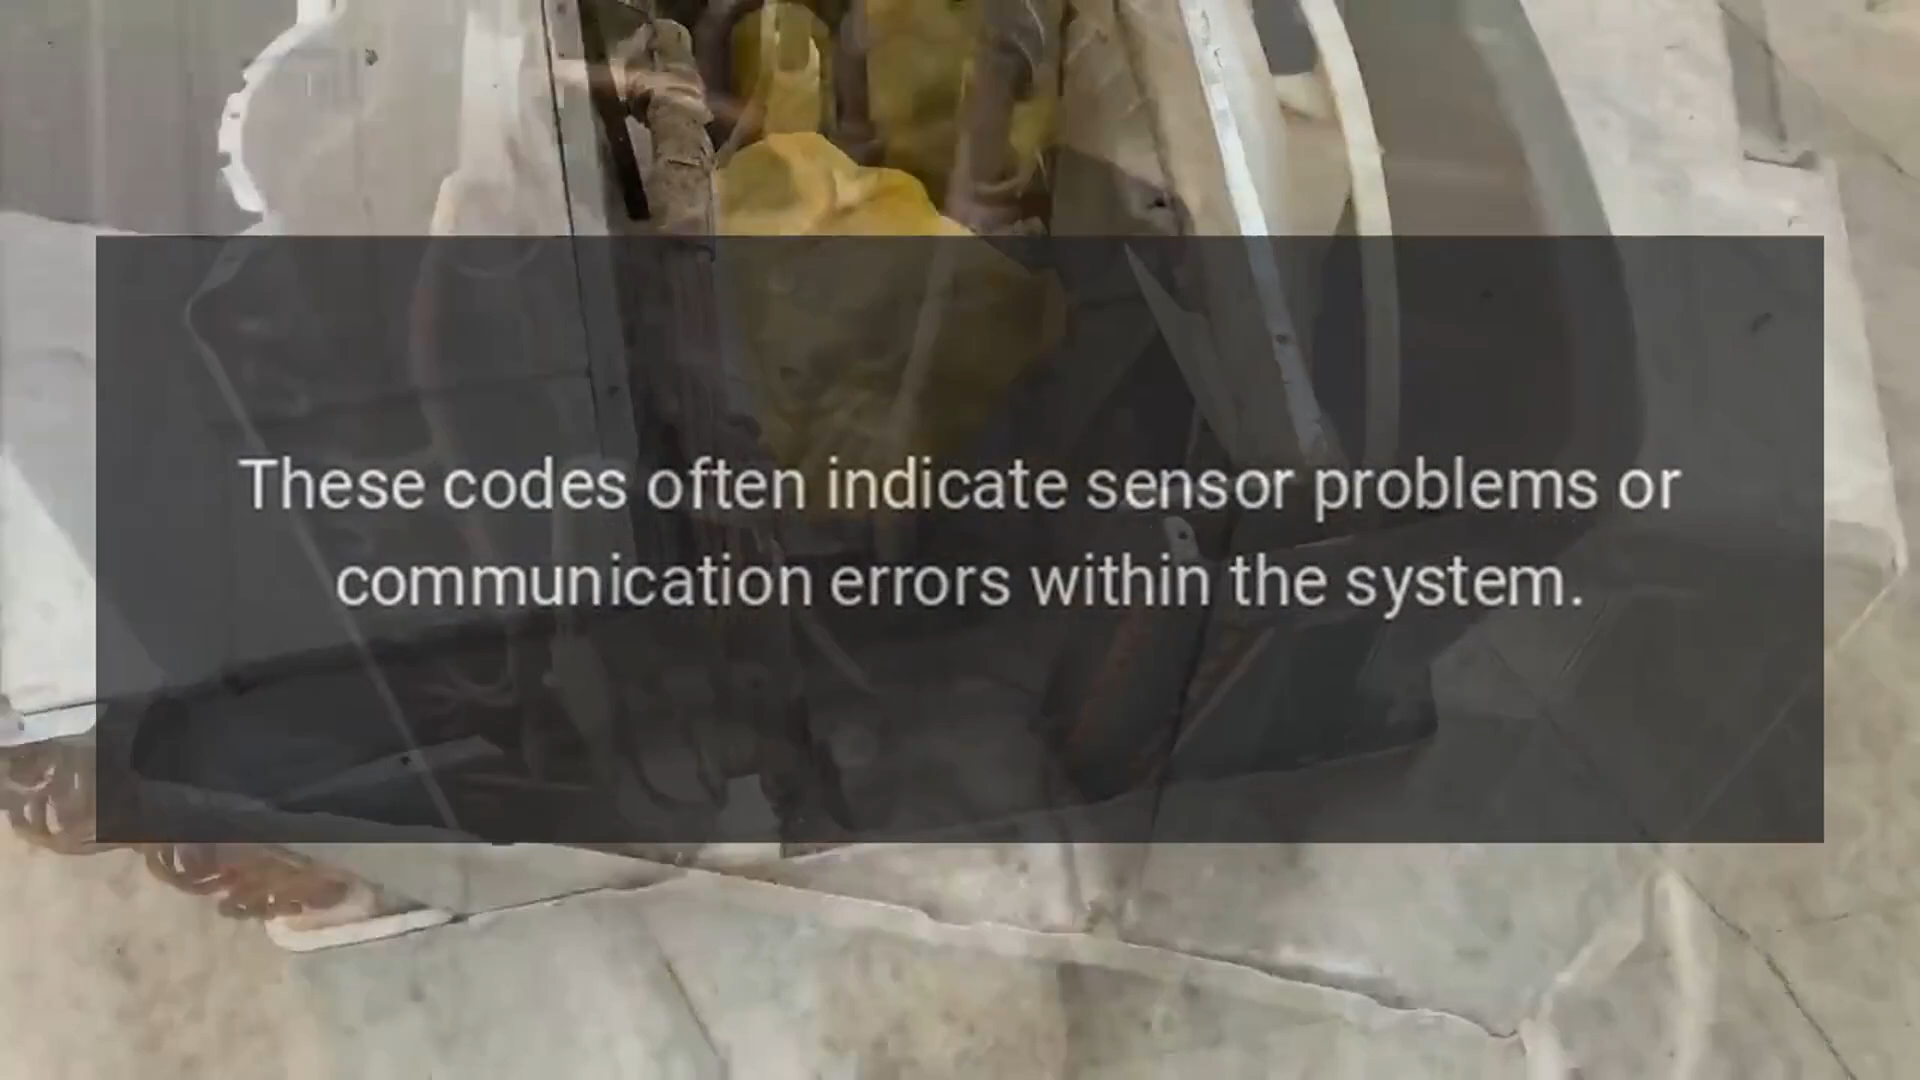 These codes often indicate sensor problems or
communication errors within the system.